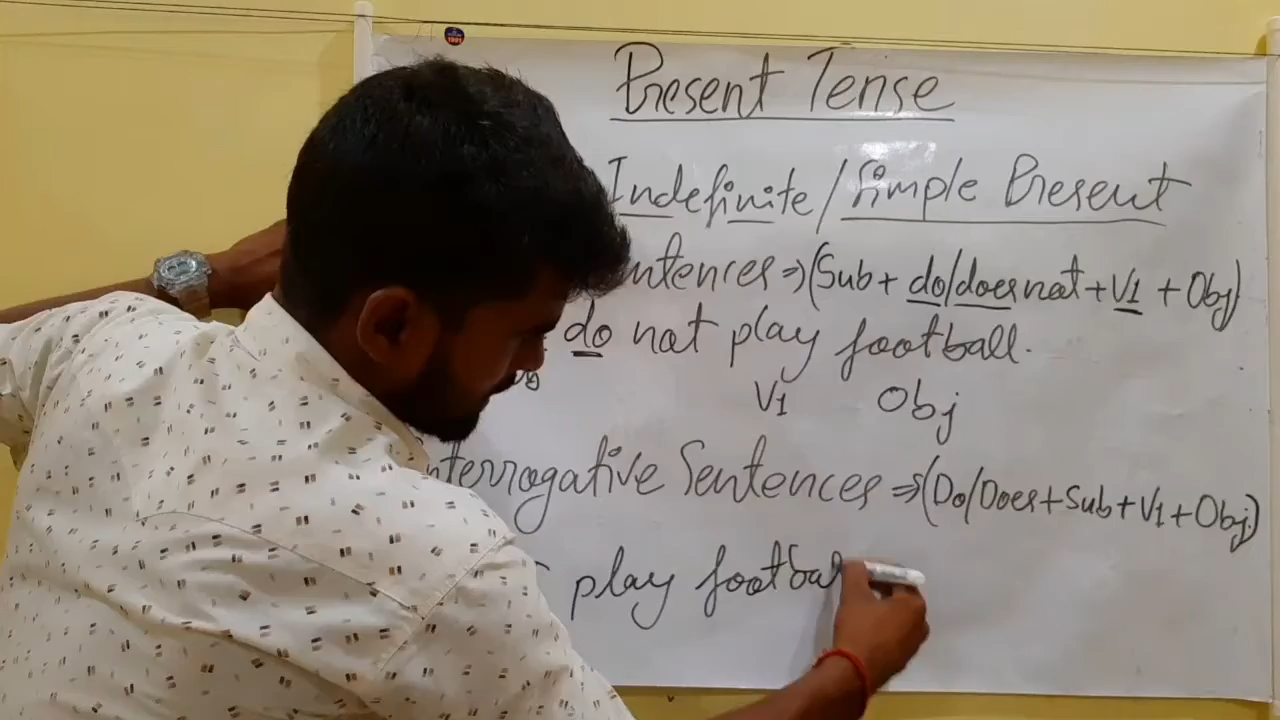 Present Tense
Indefinite / Simple Present
entences ⇒ (Sub + do/does not + V1 + Obj)
do not play football.
V1 Obj
nterrogative Sentences ⇒ (Do/Does + Sub + V1 + Obj.)
play footbal